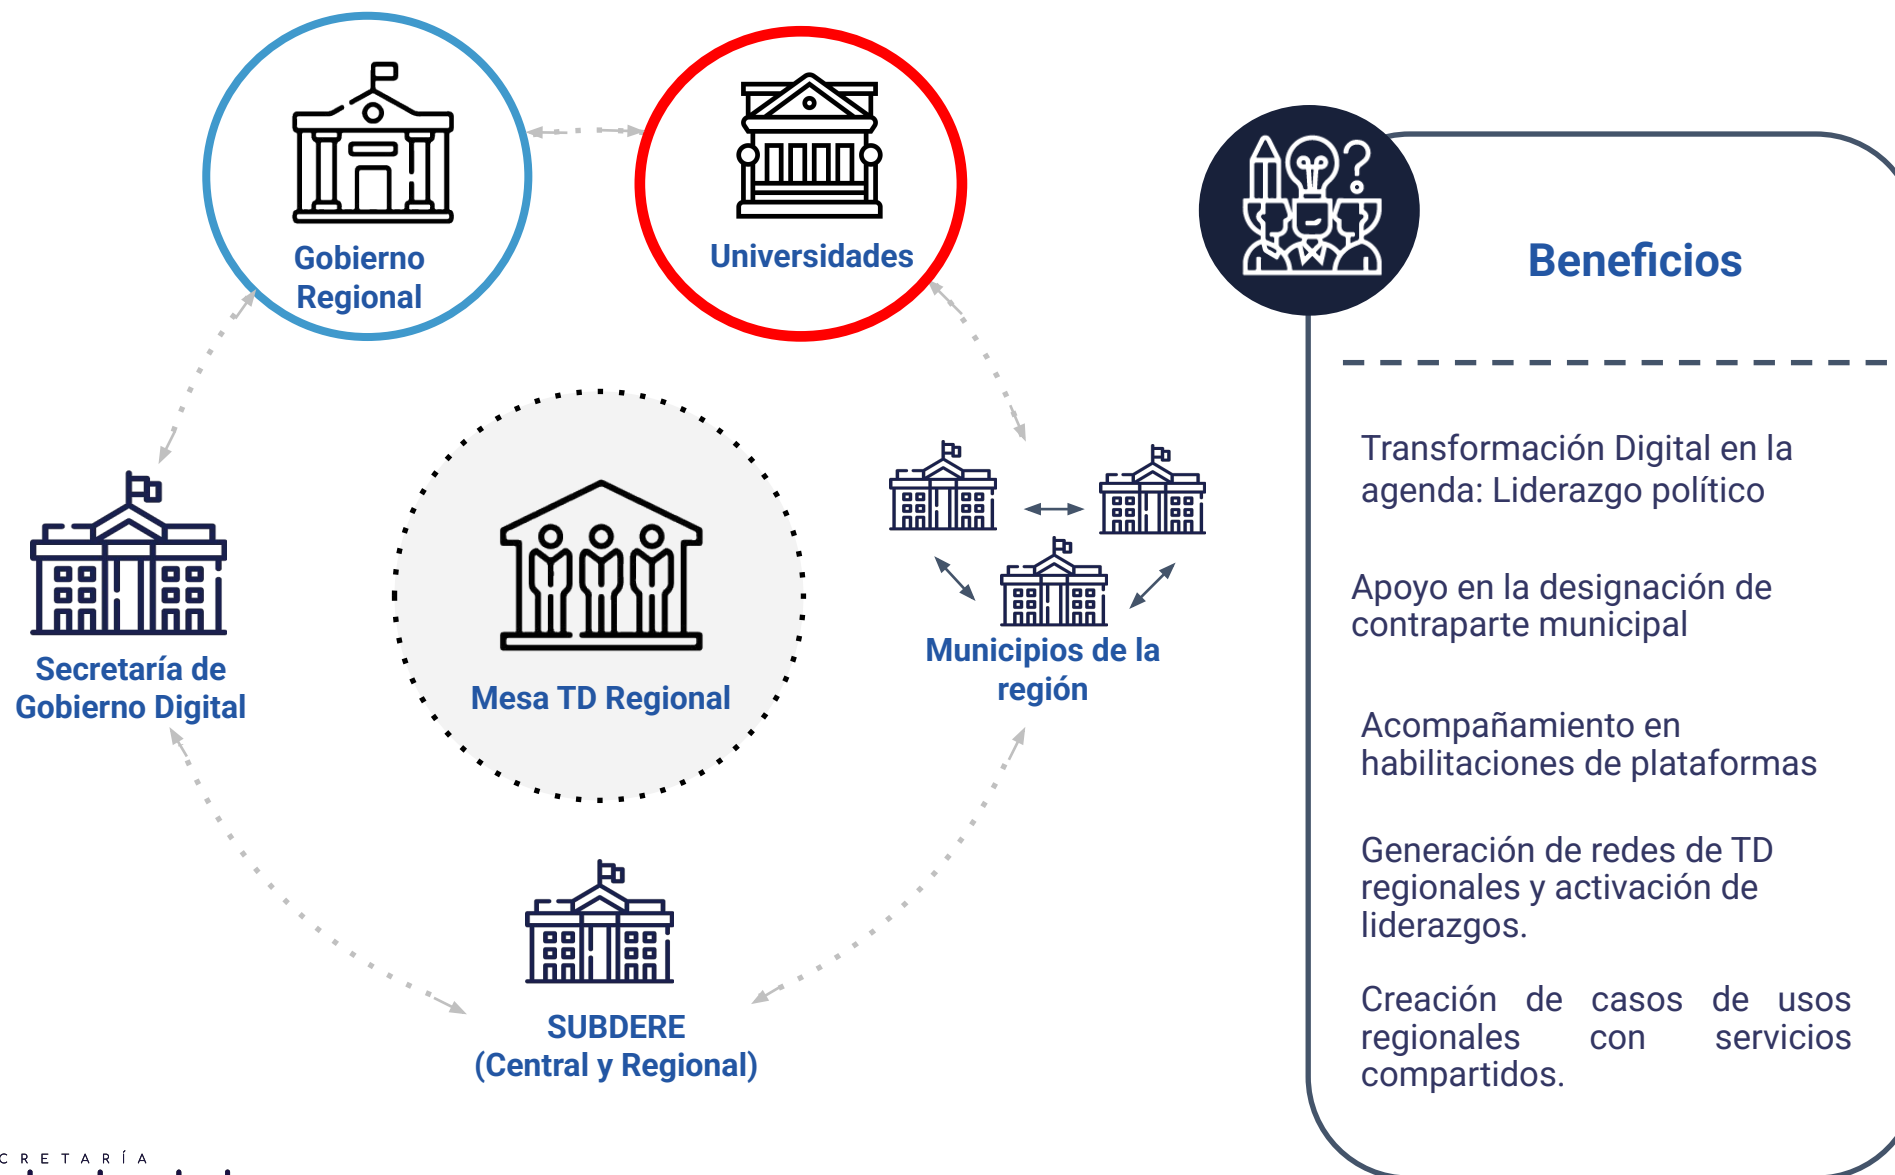 Gobierno
Regional
Universidades
Secretaría de
Gobierno Digital
Mesa TD Regional
Municipios de la
región
SUBDERE
(Central y Regional)
Beneficios
Transformación Digital en la
agenda: Liderazgo político
Apoyo en la designación de
contraparte municipal
Acompañamiento en
habilitaciones de plataformas
Generación de redes de TD
regionales y activación de
liderazgos.
Creación de casos de usos
regionales con servicios
compartidos.
CRETARÍA